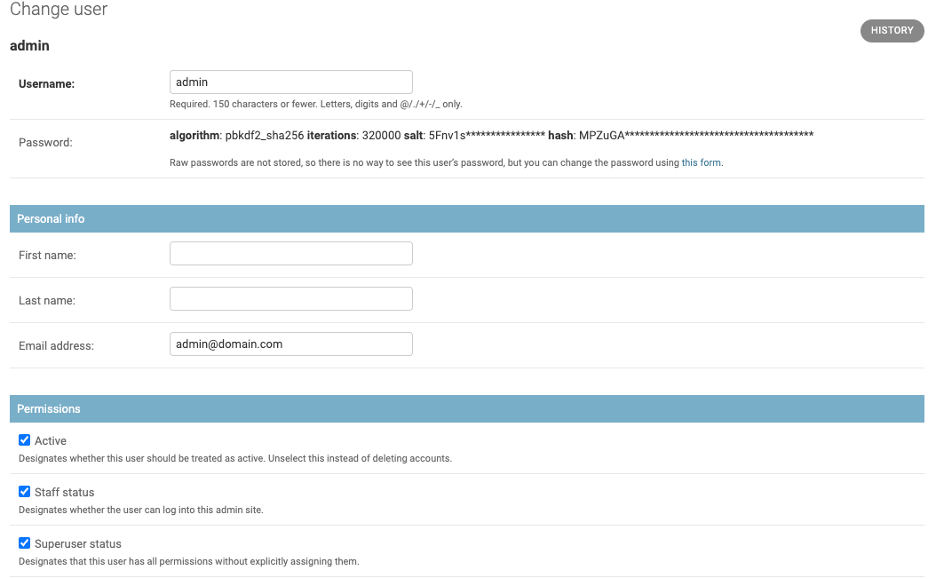 Change user
HISTORY
admin
Username:
admin
Required. 150 characters or fewer. Letters, digits and @/./+/-/_ only.
Password:
algorithm: pbkdf2_sha256 iterations: 320000 salt: 5Fnv1s**************** hash: MPZuGA**************************************
Raw passwords are not stored, so there is no way to see this user’s password, but you can change the password using this form.
Personal info
First name:
Last name:
Email address:
admin@domain.com
Permissions
Active
Designates whether this user should be treated as active. Unselect this instead of deleting accounts.
Staff status
Designates whether the user can log into this admin site.
Superuser status
Designates that this user has all permissions without explicitly assigning them.